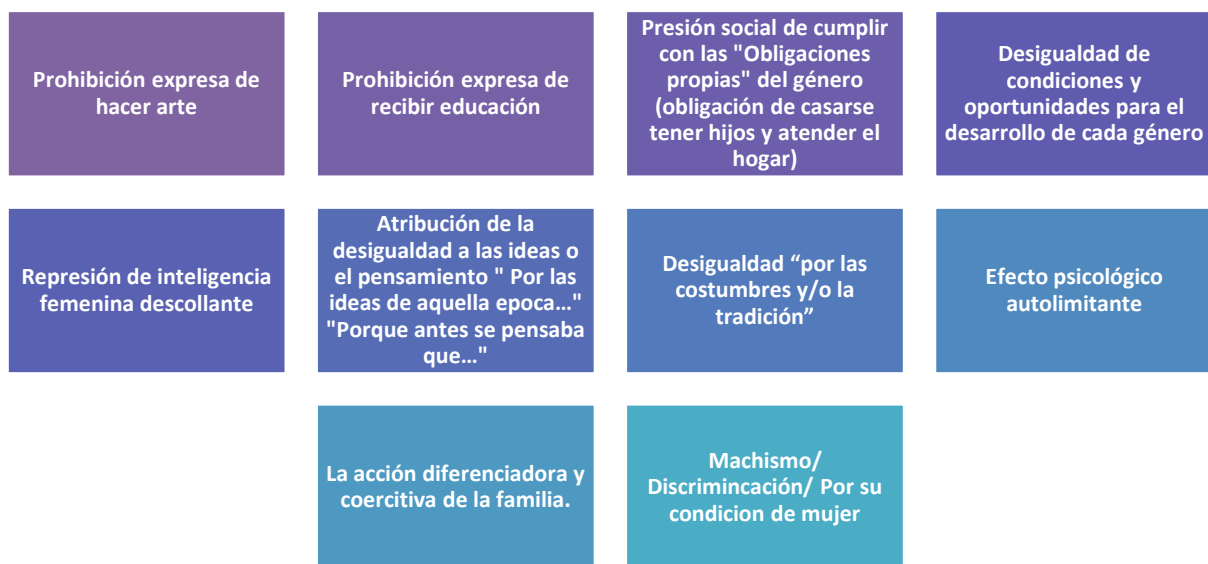 Prohibición expresa de
hacer arte
Prohibición expresa de
recibir educación
Presión social de cumplir
con las "Obligaciones
propias" del género
(obligación de casarse
tener hijos y atender el
hogar)
Desigualdad de
condiciones y
oportunidades para el
desarrollo de cada género
Represión de inteligencia
femenina descollante
Atribución de la
desigualdad a las ideas o
el pensamiento " Por las
ideas de aquella epoca..."
"Porque antes se pensaba
que..."
Desigualdad “por las
costumbres y/o la
tradición”
Efecto psicológico
autolimitante
La acción diferenciadora y
coercitiva de la familia.
Machismo/
Discrimincación/ Por su
condicion de mujer